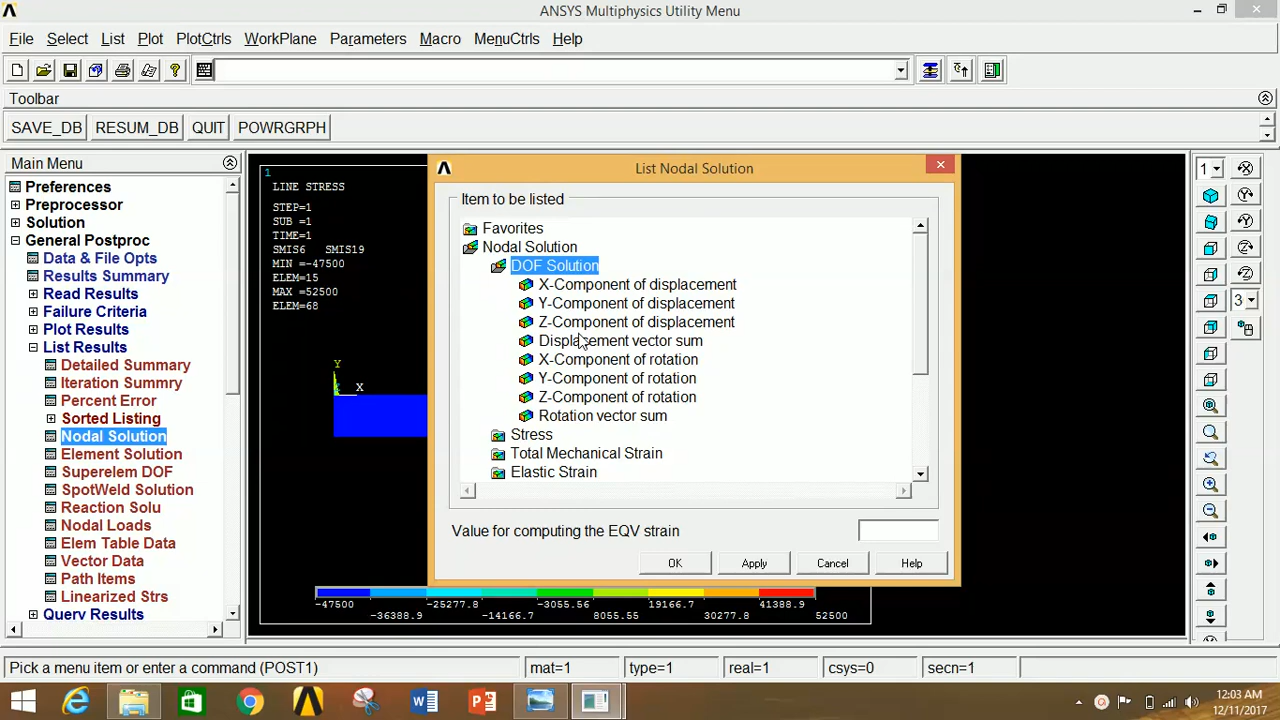 ANSYS Multiphysics Utility Menu
File Select List Plot PlotCtrls WorkPlane Parameters Macro MenuCtrls Help
Toolbar
SAVE_DB RESUM_DB QUIT POWRGRPH
Main Menu
Preferences
Preprocessor
Solution
General Postproc
Data & File Opts
Results Summary
Read Results
Failure Criteria
Plot Results
List Results
Detailed Summary
Iteration Summry
Percent Error
Sorted Listing
Nodal Solution
Element Solution
Superelem DOF
SpotWeld Solution
Reaction Solu
Nodal Loads
Elem Table Data
Vector Data
Path Items
Linearized Strs
Query Results
1
LINE STRESS
STEP=1
SUB =1
TIME=1
SMIS6 SMIS19
MIN =-47500
ELEM=15
MAX =52500
ELEM=68
Y
X
List Nodal Solution
Item to be listed
Favorites
Nodal Solution
DOF Solution
X-Component of displacement
Y-Component of displacement
Z-Component of displacement
Displacement vector sum
X-Component of rotation
Y-Component of rotation
Z-Component of rotation
Rotation vector sum
Stress
Total Mechanical Strain
Elastic Strain
Value for computing the EQV strain
OK Apply Cancel Help
-47500 -25277.8 -3055.56 19166.7 41388.9
-36388.9 -14166.7 8055.55 30277.8 52500
1
3
Pick a menu item or enter a command (POST1) mat=1 type=1 real=1 csys=0 secn=1
12:03 AM
12/11/2017